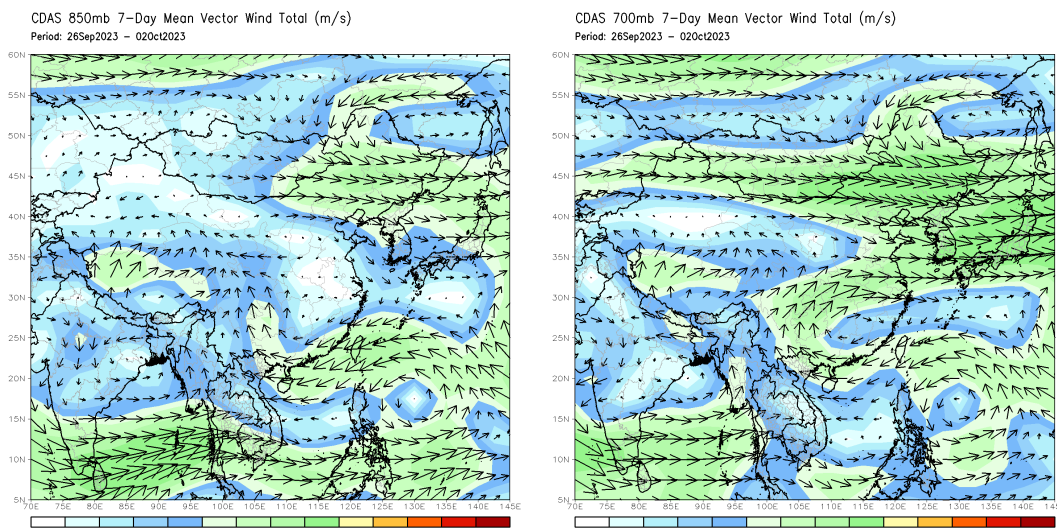 CDAS 850mb 7-Day Mean Vector Wind Total (m/s)
Period: 26Sep2023 - 02Oct2023
60N
55N
50N
45N
40N
35N
30N
25N
20N
15N
10N
5N
70E 75E 80E 85E 90E 95E 100E 105E 110E 115E 120E 125E 130E 135E 140E 145E
CDAS 700mb 7-Day Mean Vector Wind Total (m/s)
Period: 26Sep2023 - 02Oct2023
60N
55N
50N
45N
40N
35N
30N
25N
20N
15N
10N
5N
70E 75E 80E 85E 90E 95E 100E 105E 110E 115E 120E 125E 130E 135E 140E 145E